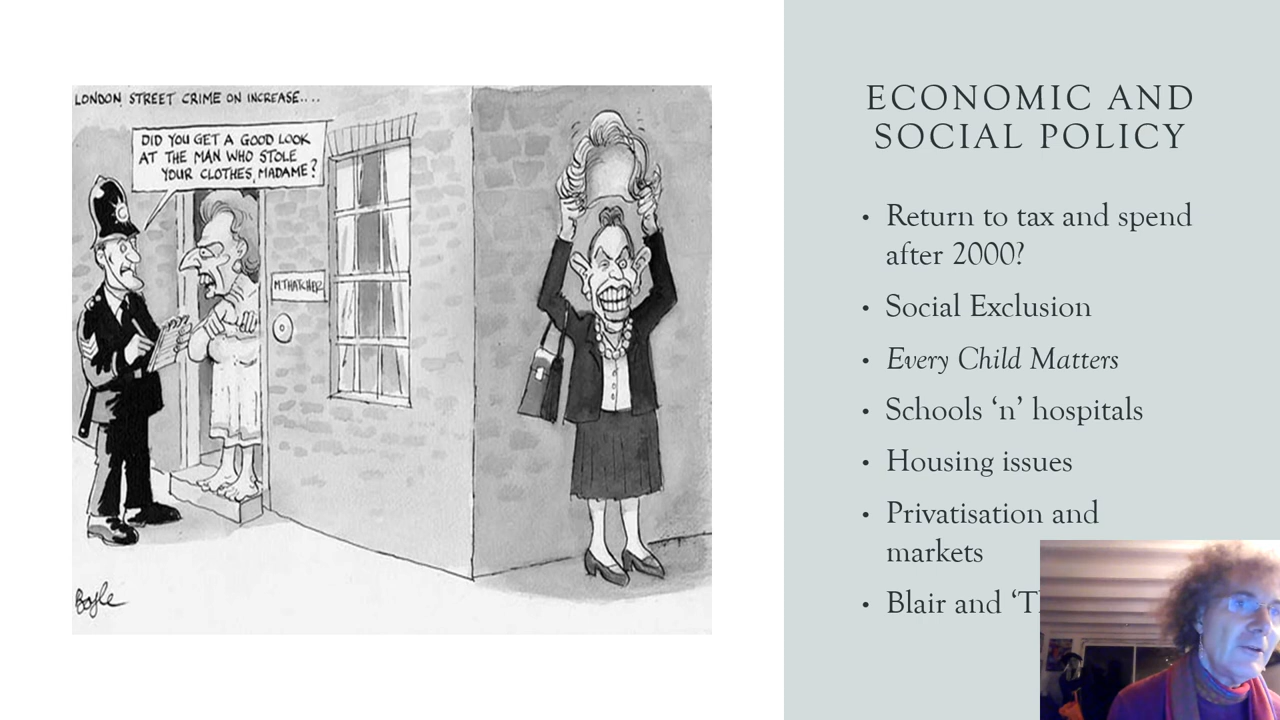 LONDON STREET CRIME ON INCREASE....
DID YOU GET A GOOD LOOK
AT THE MAN WHO STOLE
YOUR CLOTHES, MADAME?
M.THATCHER
Boyle
ECONOMIC AND
SOCIAL POLICY
• Return to tax and spend
after 2000?
• Social Exclusion
• Every Child Matters
• Schools ‘n’ hospitals
• Housing issues
• Privatisation and
markets
• Blair and